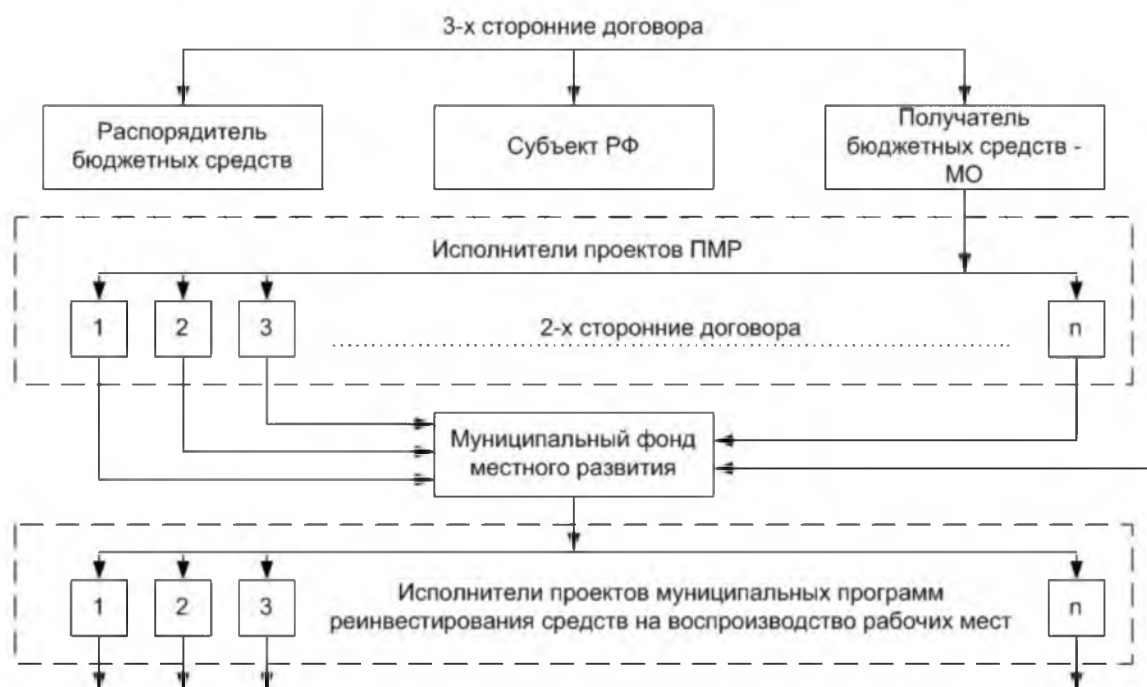 3-х сторонние договора
Распорядитель
бюджетных средств
Субъект РФ
Получатель
бюджетных средств -
МО
Исполнители проектов ПМР
1
2
3
2-х сторонние договора
n
Муниципальный фонд
местного развития
1
2
3
Исполнители проектов муниципальных программ
реинвестирования средств на воспроизводство рабочих мест
n